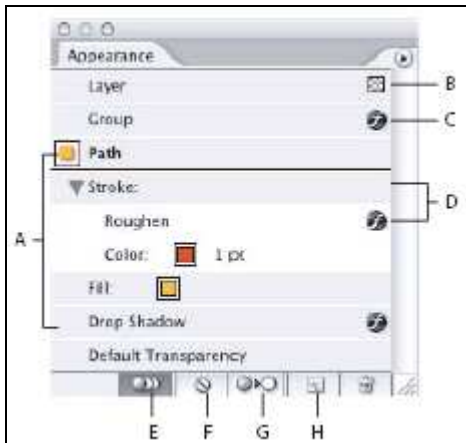 Appearance
Layer
B
Group
C
Path
Stroke:
D
Roughen
A
Color: 1 pt
Fill:
Drop Shadow
Default Transparency
E
F
G
H